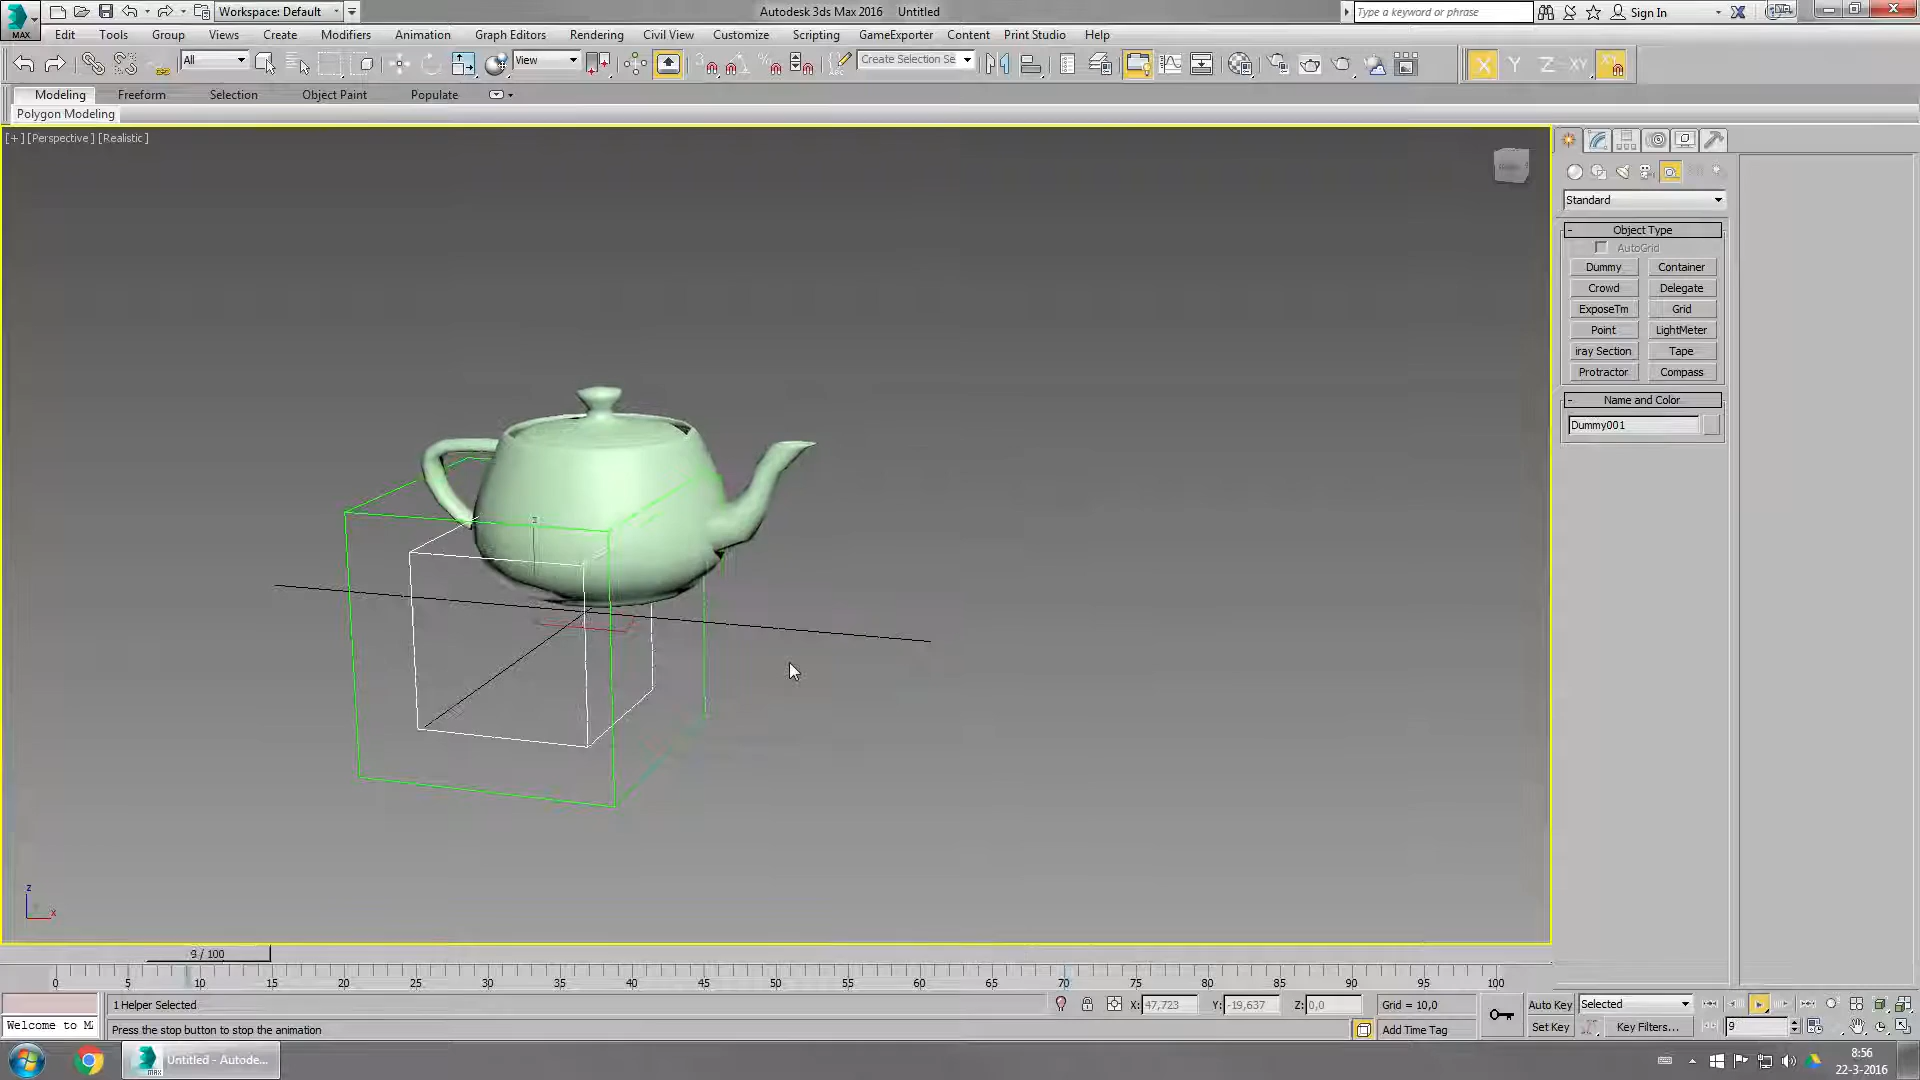 Workspace: Default
Autodesk 3ds Max 2016 Untitled
Type a keyword or phrase
Sign In
MAX
Edit Tools Group Views Create Modifiers Animation Graph Editors Rendering Civil View Customize Scripting GameExporter Content Print Studio Help
All
View
Create Selection Se
X Y Z XY
Modeling Freeform Selection Object Paint Populate
Polygon Modeling
[+] [Perspective] [Realistic]
Standard
- Object Type
AutoGrid
Dummy Container
Crowd Delegate
ExposeTm Grid
Point LightMeter
iray Section Tape
Protractor Compass
- Name and Color
Dummy001
z
x
9 / 100
0 5 10 15 20 25 30 35 40 45 50 55 60 65 70 75 80 85 90 95 100
1 Helper Selected
X: 47,723 Y: -19,637 Z: 0,0 Grid = 10,0
Auto Key Selected
Welcome to M
Press the stop button to stop the animation
Add Time Tag
Set Key Key Filters... 9
Untitled - Autode...
8:56
22-3-2016